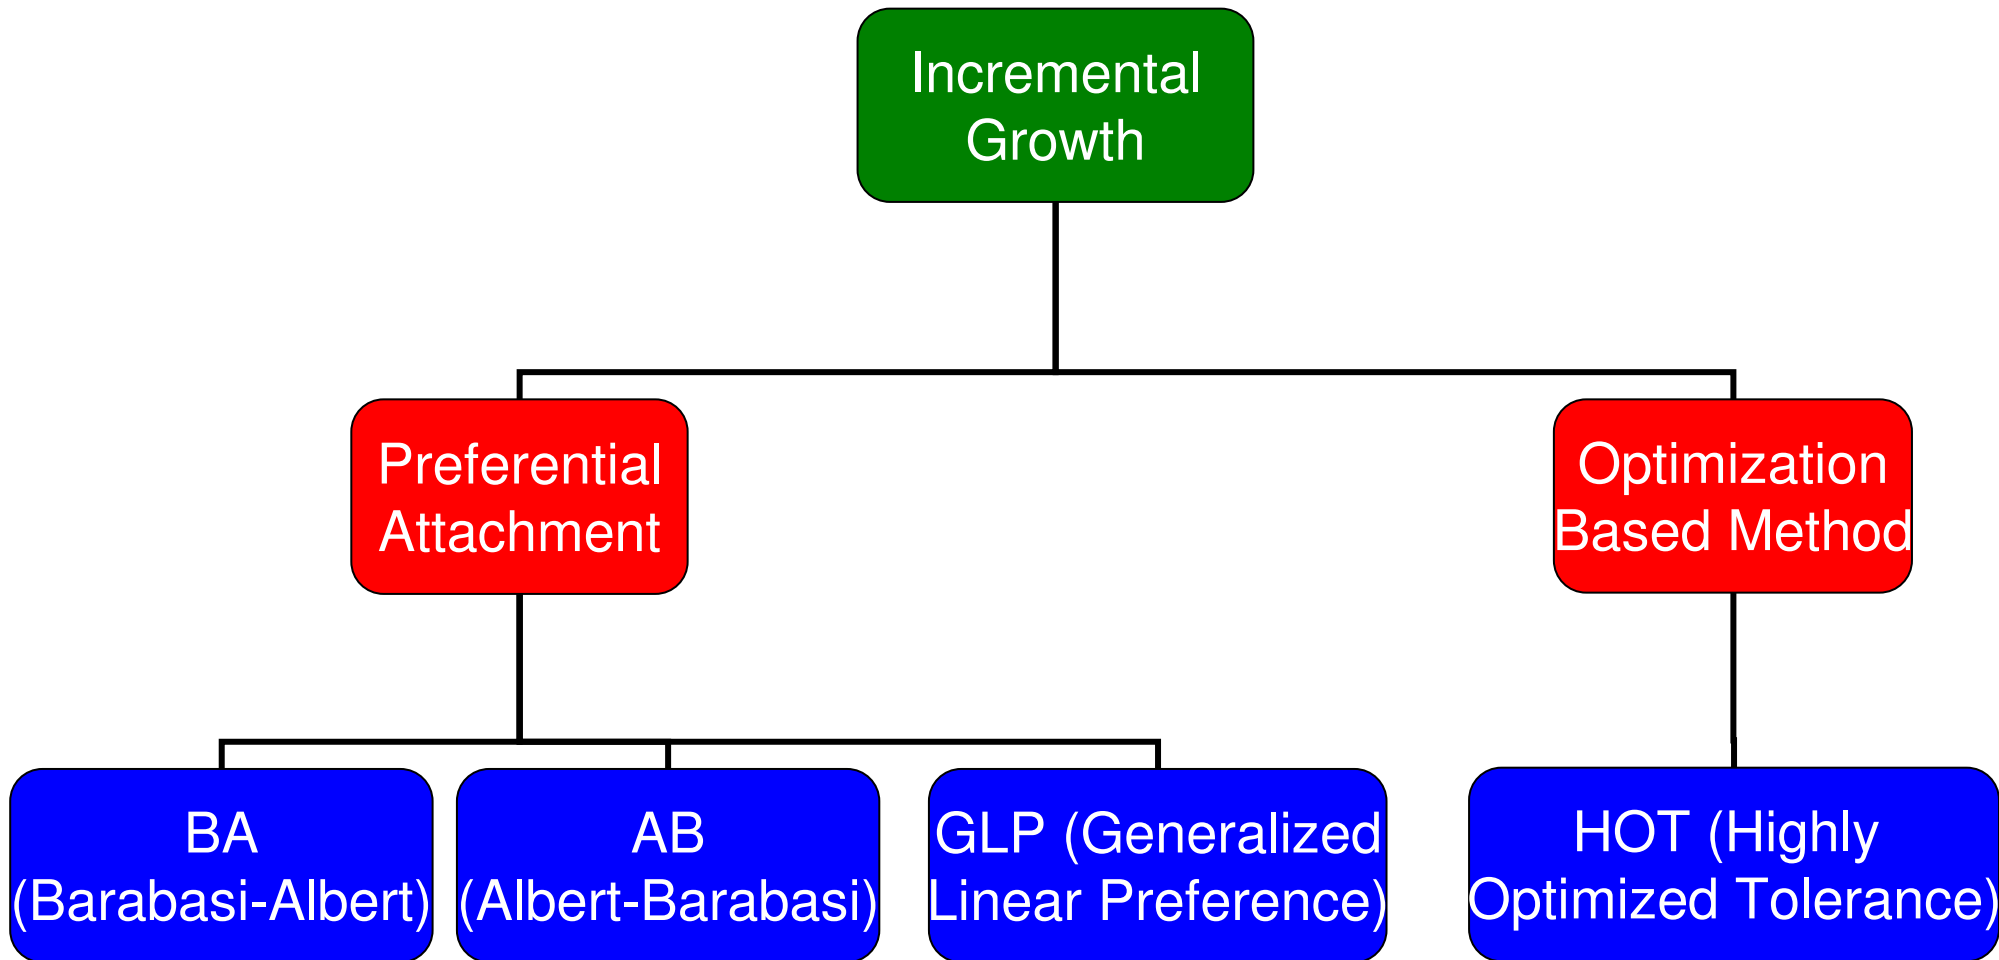 Incremental
Growth
Preferential
Attachment
Optimization
Based Method
BA
(Barabasi-Albert)
AB
(Albert-Barabasi)
GLP (Generalized
Linear Preference)
HOT (Highly
Optimized Tolerance)